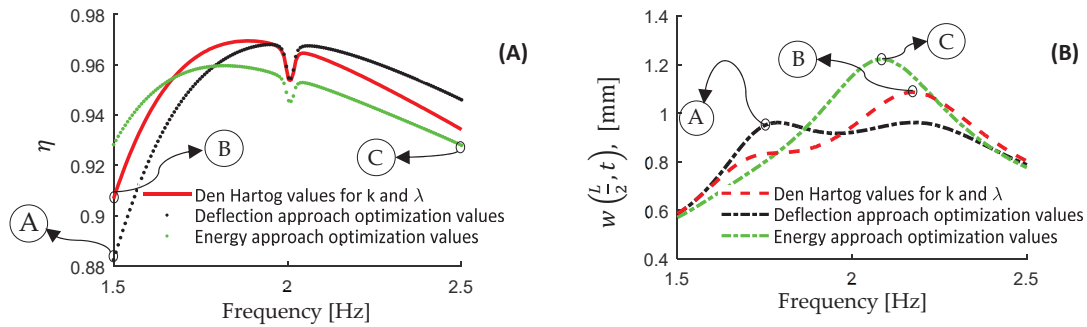 (A)
η
0.98
0.96
0.94
0.92
0.9
0.88
A
B
C
Den Hartog values for k and λ
Deflection approach optimization values
Energy approach optimization values
1.5
2
2.5
Frequency [Hz]
(B)
w (L/2, t), [mm]
1.4
1.2
1
0.8
0.6
0.4
A
B
C
Den Hartog values for k and λ
Deflection approach optimization values
Energy approach optimization values
1.5
2
2.5
Frequency [Hz]